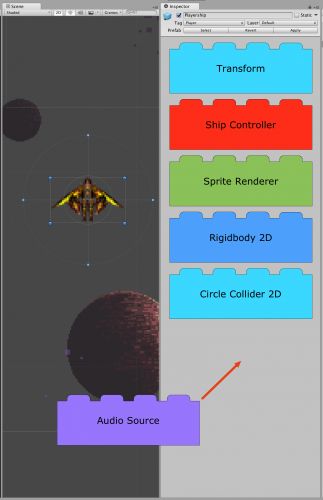 Scene
Inspector
Shaded 2D Gizmos
Playership Static
Tag Player Layer Default
Prefab Select Revert Apply
Transform
Ship Controller
Sprite Renderer
Rigidbody 2D
Circle Collider 2D
Audio Source